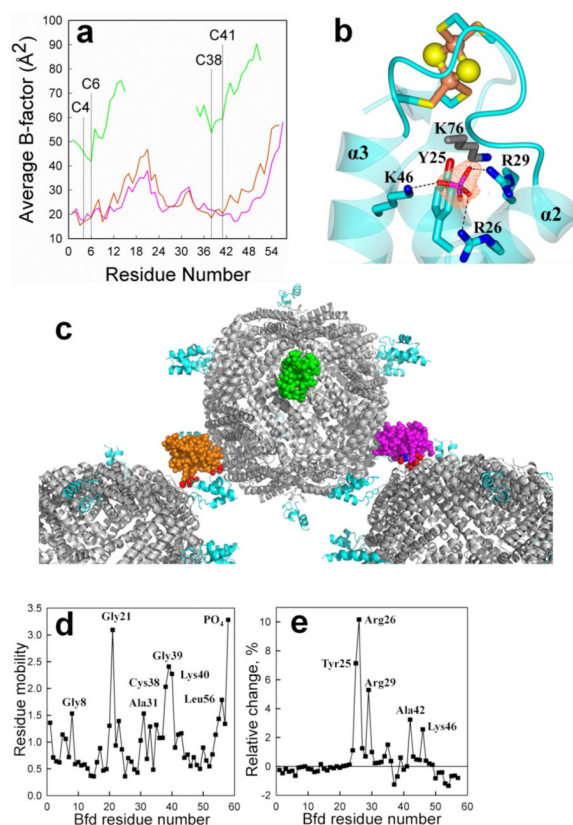 a
Average B-factor (Å²)
100
90
80
70
60
50
40
30
20
10
C4
C6
C38
C41
0 6 12 18 24 30 36 42 48 54
Residue Number
b
K76
α3
Y25
R29
K46
α2
R26
c
d
Residue mobility
3.5
3.0
2.5
2.0
1.5
1.0
0.5
0.0
Gly21
PO₄
Gly39
Cys38
Lys40
Ala31
Leu56
Gly8
0 10 20 30 40 50 60
Bfd residue number
e
Relative change, %
10
8
6
4
2
0
-2
Arg26
Tyr25
Arg29
Ala42
Lys46
0 10 20 30 40 50 60
Bfd residue number